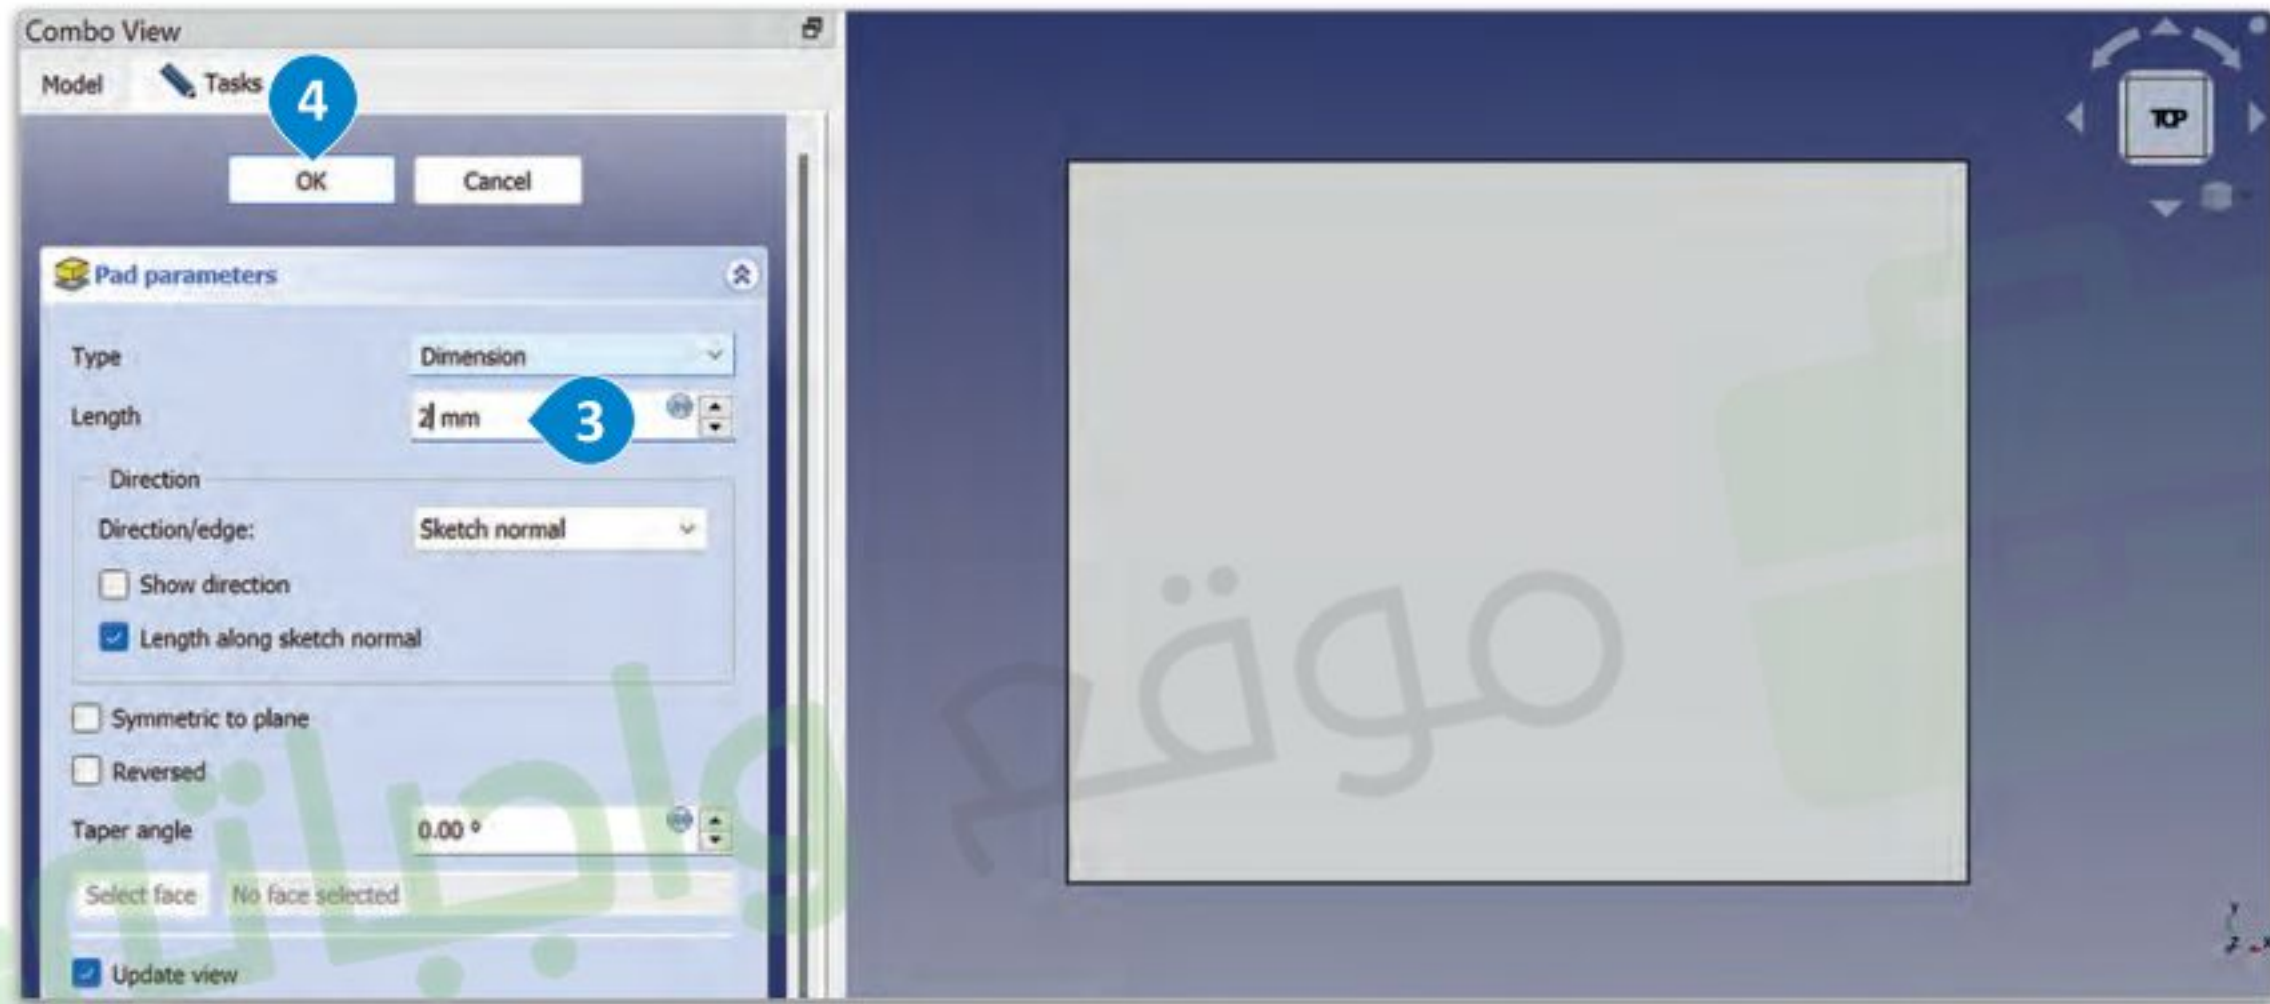 Combo View
Model Tasks
4
OK Cancel
Pad parameters
Type Dimension
Length 2 mm
3
Direction
Direction/edge: Sketch normal
Show direction
Length along sketch normal
Symmetric to plane
Reversed
Taper angle 0.00 °
Select face No face selected
Update view
TOP
موقع
واجباتي
Y
Z X